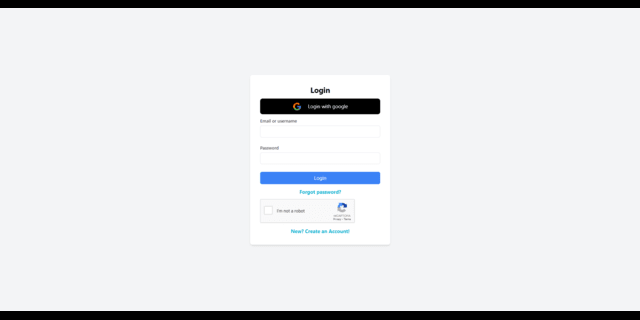 Login
Login with google
Email or username
Password
Login
Forgot password?
I'm not a robot
reCAPTCHA
Privacy - Terms
New? Create an Account!